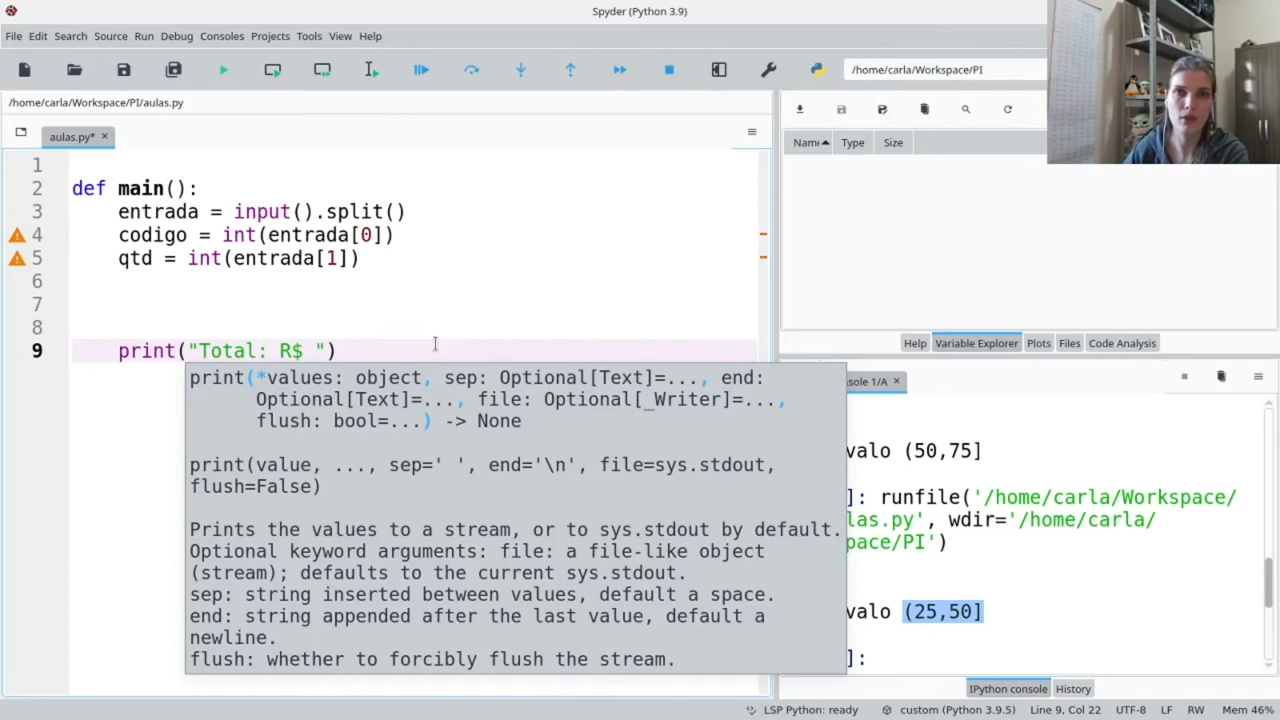 Spyder (Python 3.9)
File Edit Search Source Run Debug Consoles Projects Tools View Help
/home/carla/Workspace/PI
/home/carla/Workspace/PI/aulas.py
aulas.py*
Name Type Size
1
2 def main():
3 entrada = input().split()
4 codigo = int(entrada[0])
5 qtd = int(entrada[1])
6
7
8
9 print("Total: R$ ")
print(*values: object, sep: Optional[Text]=..., end:
Optional[Text]=..., file: Optional[_Writer]=...,
flush: bool=...) -> None
print(value, ..., sep=' ', end='\n', file=sys.stdout,
flush=False)
Prints the values to a stream, or to sys.stdout by default.
Optional keyword arguments: file: a file-like object
(stream); defaults to the current sys.stdout.
sep: string inserted between values, default a space.
end: string appended after the last value, default a
newline.
flush: whether to forcibly flush the stream.
Help Variable Explorer Plots Files Code Analysis
sole 1/A
valo (50,75]
]: runfile('/home/carla/Workspace/
las.py', wdir='/home/carla/
pace/PI')
valo (25,50]
]:
IPython console History
LSP Python: ready custom (Python 3.9.5) Line 9, Col 22 UTF-8 LF RW Mem 46%